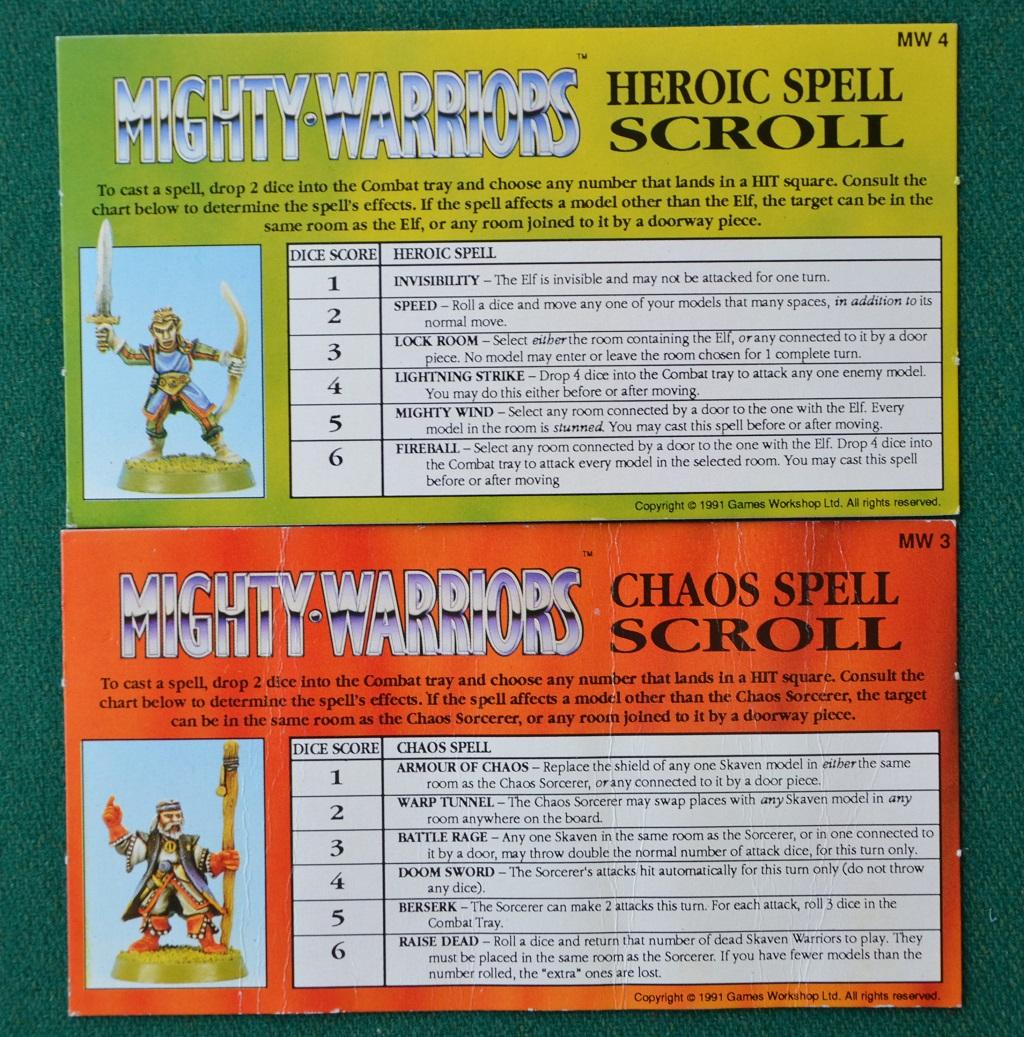 MW 4
MIGHTY·WARRIORS™
HEROIC SPELL
SCROLL
To cast a spell, drop 2 dice into the Combat tray and choose any number that lands in a HIT square. Consult the
chart below to determine the spell's effects. If the spell affects a model other than the Elf, the target can be in the
same room as the Elf, or any room joined to it by a doorway piece.
DICE SCORE HEROIC SPELL
1 INVISIBILITY – The Elf is invisible and may not be attacked for one turn.
2 SPEED – Roll a dice and move any one of your models that many spaces, in addition to its
normal move.
3 LOCK ROOM – Select either the room containing the Elf, or any connected to it by a door
piece. No model may enter or leave the room chosen for 1 complete turn.
4 LIGHTNING STRIKE – Drop 4 dice into the Combat tray to attack any one enemy model.
You may do this either before or after moving.
5 MIGHTY WIND – Select any room connected by a door to the one with the Elf. Every
model in the room is stunned. You may cast this spell before or after moving.
6 FIREBALL – Select any room connected by a door to the one with the Elf. Drop 4 dice into
the Combat tray to attack every model in the selected room. You may cast this spell
before or after moving
Copyright © 1991 Games Workshop Ltd. All rights reserved.
MW 3
MIGHTY·WARRIORS™
CHAOS SPELL
SCROLL
To cast a spell, drop 2 dice into the Combat tray and choose any number that lands in a HIT square. Consult the
chart below to determine the spell's effects. If the spell affects a model other than the Chaos Sorcerer, the target
can be in the same room as the Chaos Sorcerer, or any room joined to it by a doorway piece.
DICE SCORE CHAOS SPELL
1 ARMOUR OF CHAOS – Replace the shield of any one Skaven model in either the same
room as the Chaos Sorcerer, or any connected to it by a door piece.
2 WARP TUNNEL – The Chaos Sorcerer may swap places with any Skaven model in any
room anywhere on the board.
3 BATTLE RAGE – Any one Skaven in the same room as the Sorcerer, or in one connected to
it by a door, may throw double the normal number of attack dice, for this turn only.
4 DOOM SWORD – The Sorcerer's attacks hit automatically for this turn only (do not throw
any dice).
5 BERSERK – The Sorcerer can make 2 attacks this turn. For each attack, roll 3 dice in the
Combat Tray.
6 RAISE DEAD – Roll a dice and return that number of dead Skaven Warriors to play. They
must be placed in the same room as the Sorcerer. If you have fewer models than the
number rolled, the "extra" ones are lost.
Copyright © 1991 Games Workshop Ltd. All rights reserved.